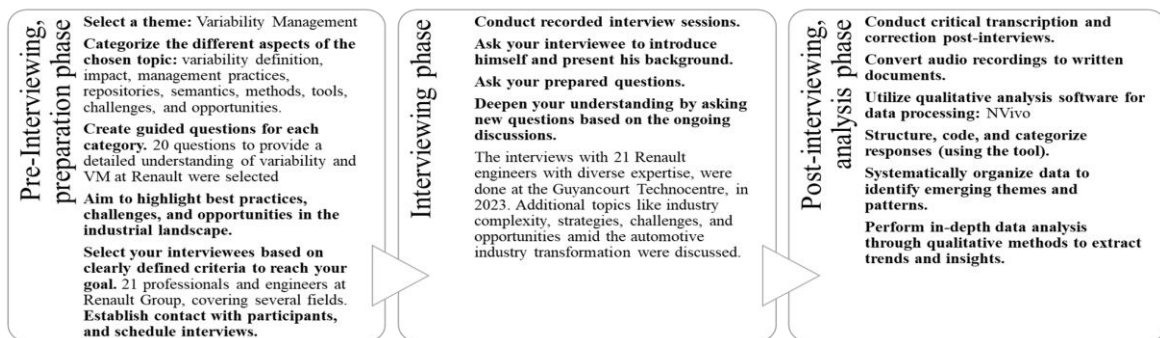 Pre-Interviewing,
preparation phase
Select a theme: Variability Management
Categorize the different aspects of the
chosen topic: variability definition,
impact, management practices,
repositories, semantics, methods, tools,
challenges, and opportunities.
Create guided questions for each
category. 20 questions to provide a
detailed understanding of variability and
VM at Renault were selected
Aim to highlight best practices,
challenges, and opportunities in the
industrial landscape.
Select your interviewees based on
clearly defined criteria to reach your
goal. 21 professionals and engineers at
Renault Group, covering several fields.
Establish contact with participants,
and schedule interviews.
Interviewing phase
Conduct recorded interview sessions.
Ask your interviewee to introduce
himself and present his background.
Ask your prepared questions.
Deepen your understanding by asking
new questions based on the ongoing
discussions.
The interviews with 21 Renault
engineers with diverse expertise, were
done at the Guyancourt Technocentre, in
2023. Additional topics like industry
complexity, strategies, challenges, and
opportunities amid the automotive
industry transformation were discussed.
Post-interviewing,
analysis phase
Conduct critical transcription and
correction post-interviews.
Convert audio recordings to written
documents.
Utilize qualitative analysis software for
data processing: NVivo
Structure, code, and categorize
responses (using the tool).
Systematically organize data to
identify emerging themes and
patterns.
Perform in-depth data analysis
through qualitative methods to extract
trends and insights.